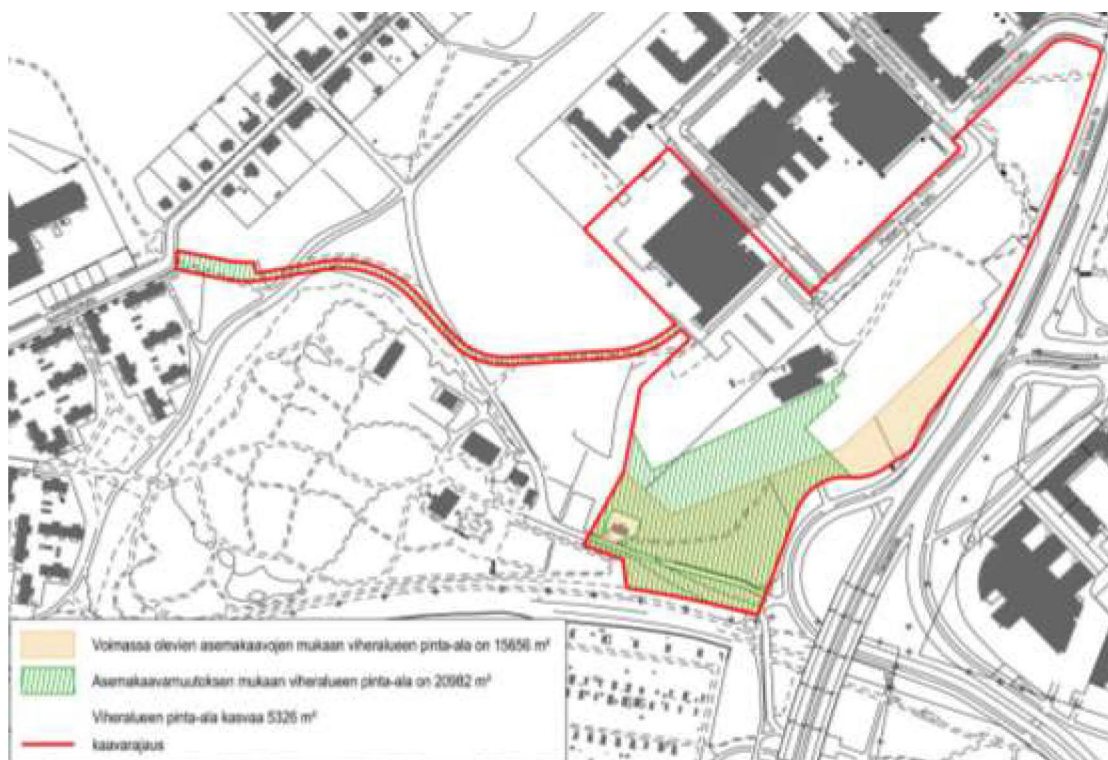 Voimassa olevien asemakaavojen mukaan viheralueen pinta-ala on 15656 m²
Asemakaavamuutoksen mukaan viheralueen pinta-ala on 20982 m²
Viheralueen pinta-ala kasvaa 5326 m²
kaavarajaus